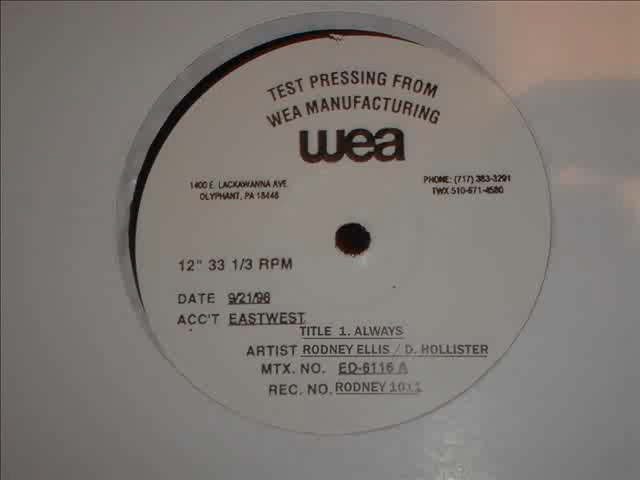 TEST PRESSING FROM
WEA MANUFACTURING
wea
1400 E. LACKAWANNA AVE.
OLYPHANT, PA 18448
PHONE: (717) 383-3291
TWX 510-671-4580
12" 33 1/3 RPM
DATE 9/21/98
ACC'T EASTWEST
TITLE 1. ALWAYS
ARTIST RODNEY ELLIS / D. HOLLISTER
MTX. NO. ED-6116 A
REC. NO. RODNEY 1011